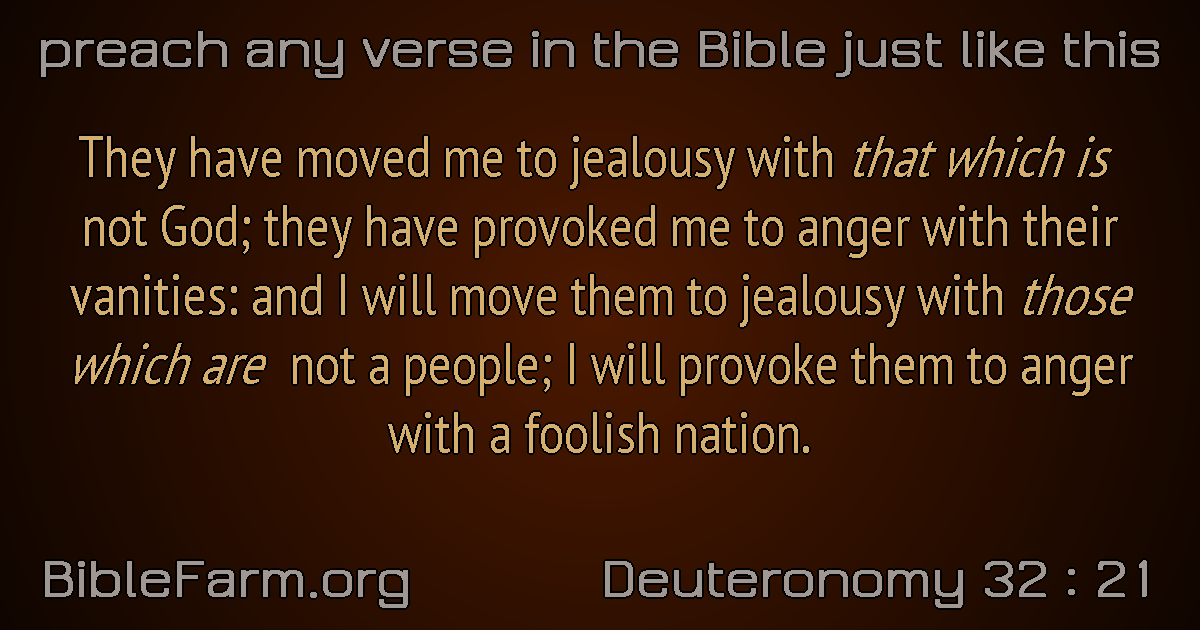 preach any verse in the Bible just like this
They have moved me to jealousy with that which is
not God; they have provoked me to anger with their
vanities: and I will move them to jealousy with those
which are not a people; I will provoke them to anger
with a foolish nation.
BibleFarm.org
Deuteronomy 32 : 21